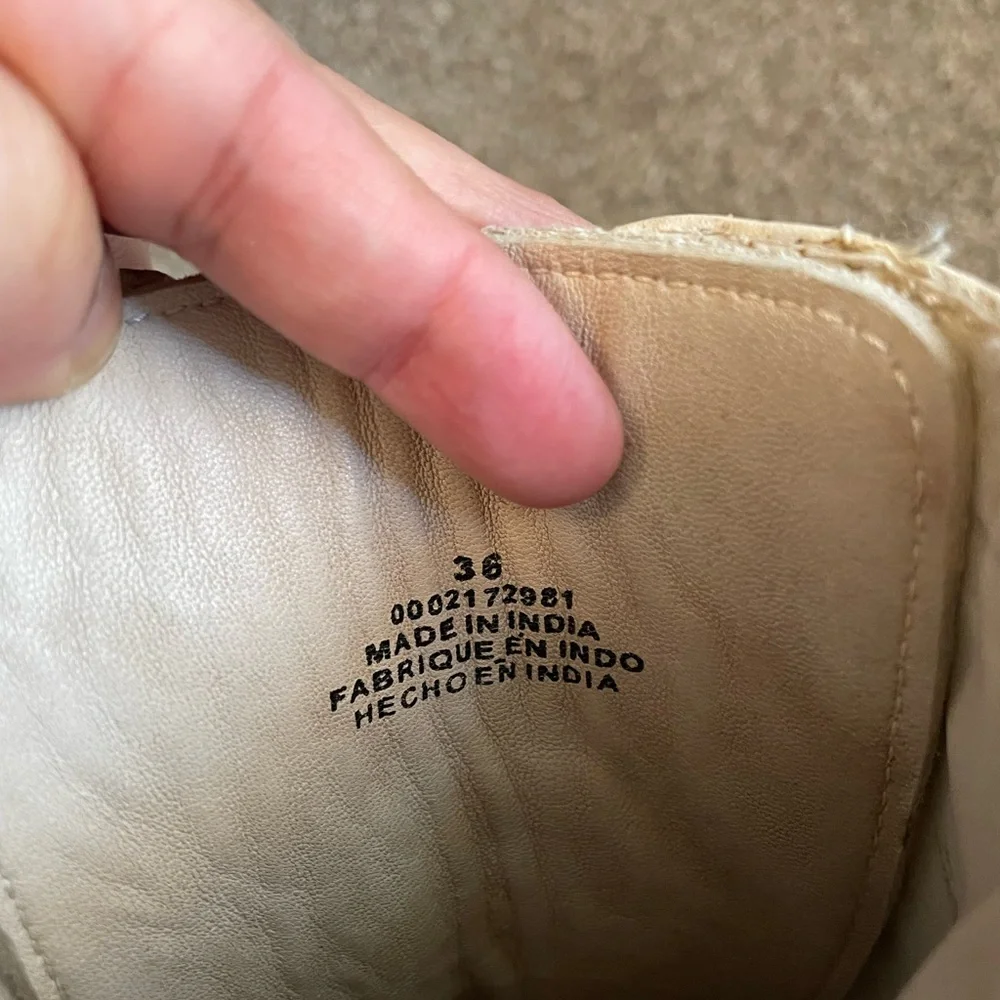 36
0002172981
MADE IN INDIA
FABRIQUE EN INDO
HECHO EN INDIA